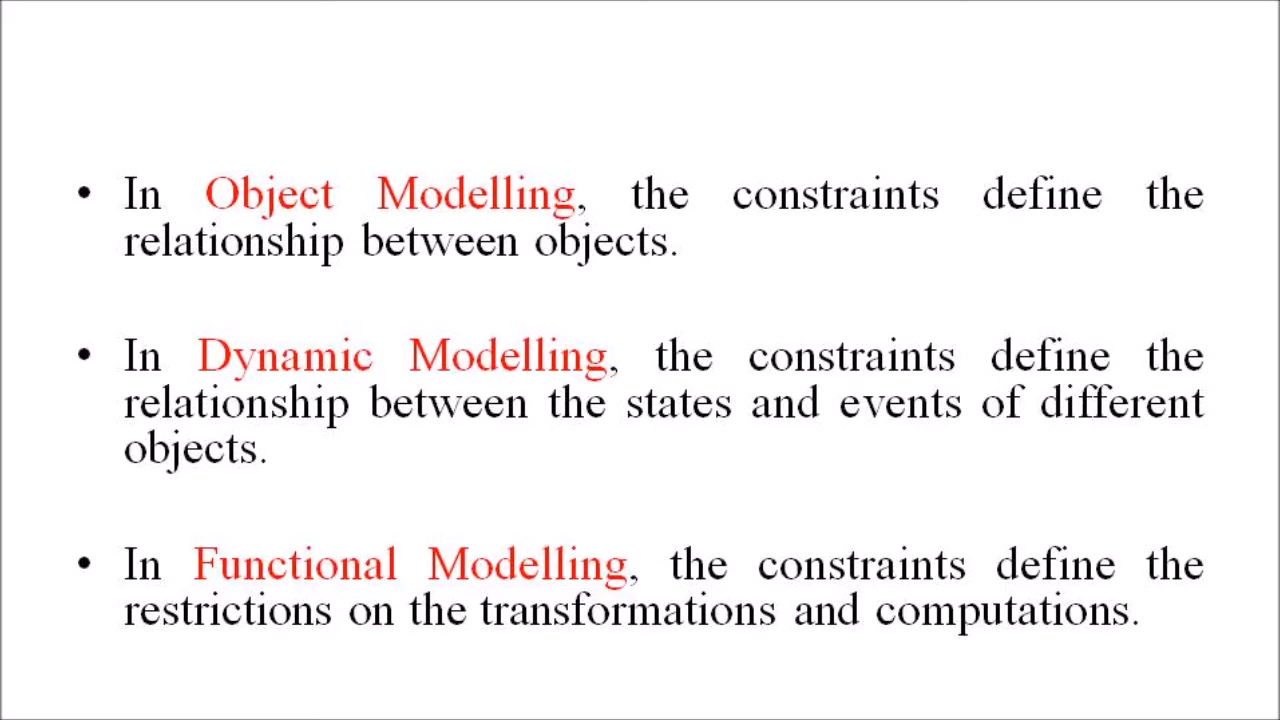 • In Object Modelling, the constraints define the
relationship between objects.
• In Dynamic Modelling, the constraints define the
relationship between the states and events of different
objects.
• In Functional Modelling, the constraints define the
restrictions on the transformations and computations.